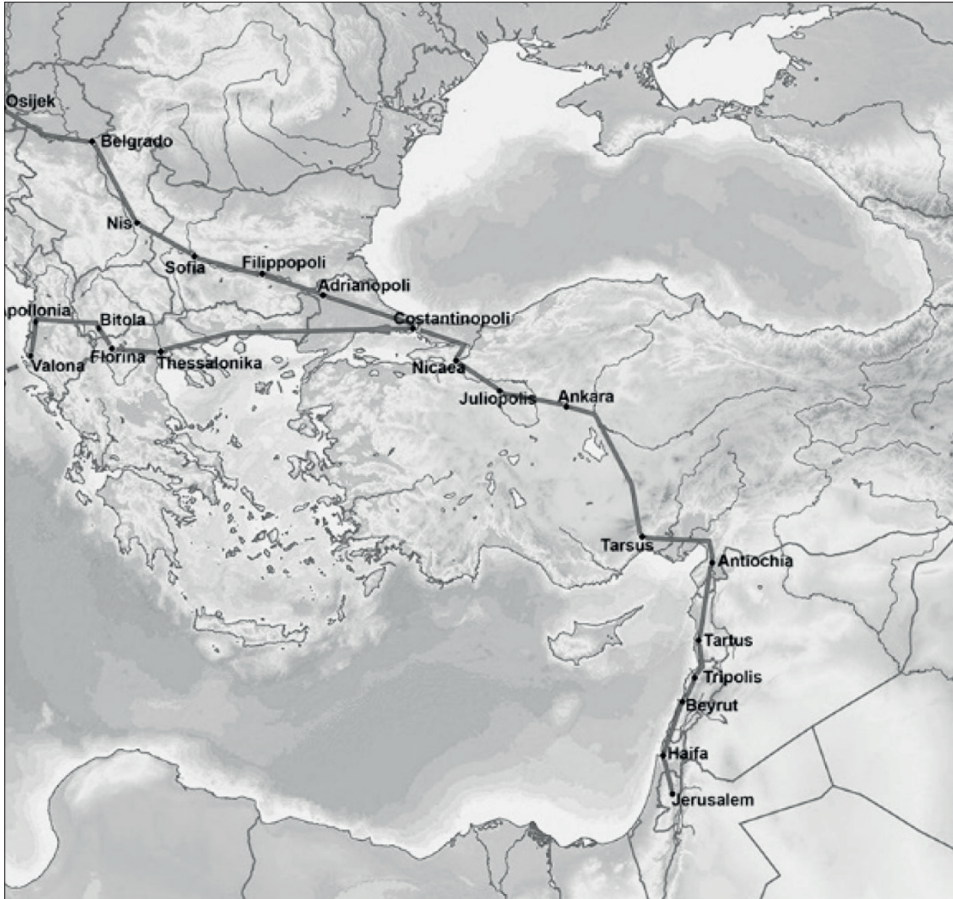 Osijek
Belgrado
Nis
Sofia
Filippopoli
Adrianopoli
Costantinopoli
pollonia
Bitola
Valona
Florina
Thessalonika
Nicaea
Juliopolis
Ankara
Tarsus
Antiochia
Tartus
Tripolis
Beyrut
Haifa
Jerusalem